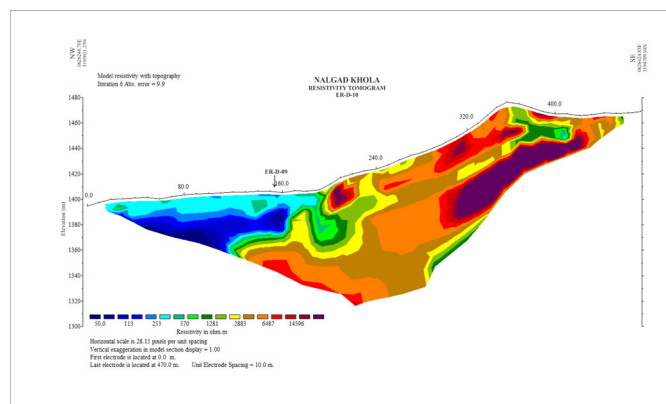 NW
SE
Model resistivity with topography
Iteration 6 Abs. error = 9.9
NALGAD KHOLA
RESISTIVITY TOMOGRAM
ER-D-10
1480
1460
1440
1420
1400
1380
1360
1340
1320
1300
Elevation (m)
0.0
80.0
ER-D-09
160.0
240.0
320.0
400.0
50.0 113 253 570 1281 2883 6487 14596
Resistivity in ohm.m
Horizontal scale is 28.15 pixels per unit spacing
Vertical exaggeration in model section display = 1.00
First electrode is located at 0.0 m.
Last electrode is located at 470.0 m. Unit Electrode Spacing = 10.0 m.